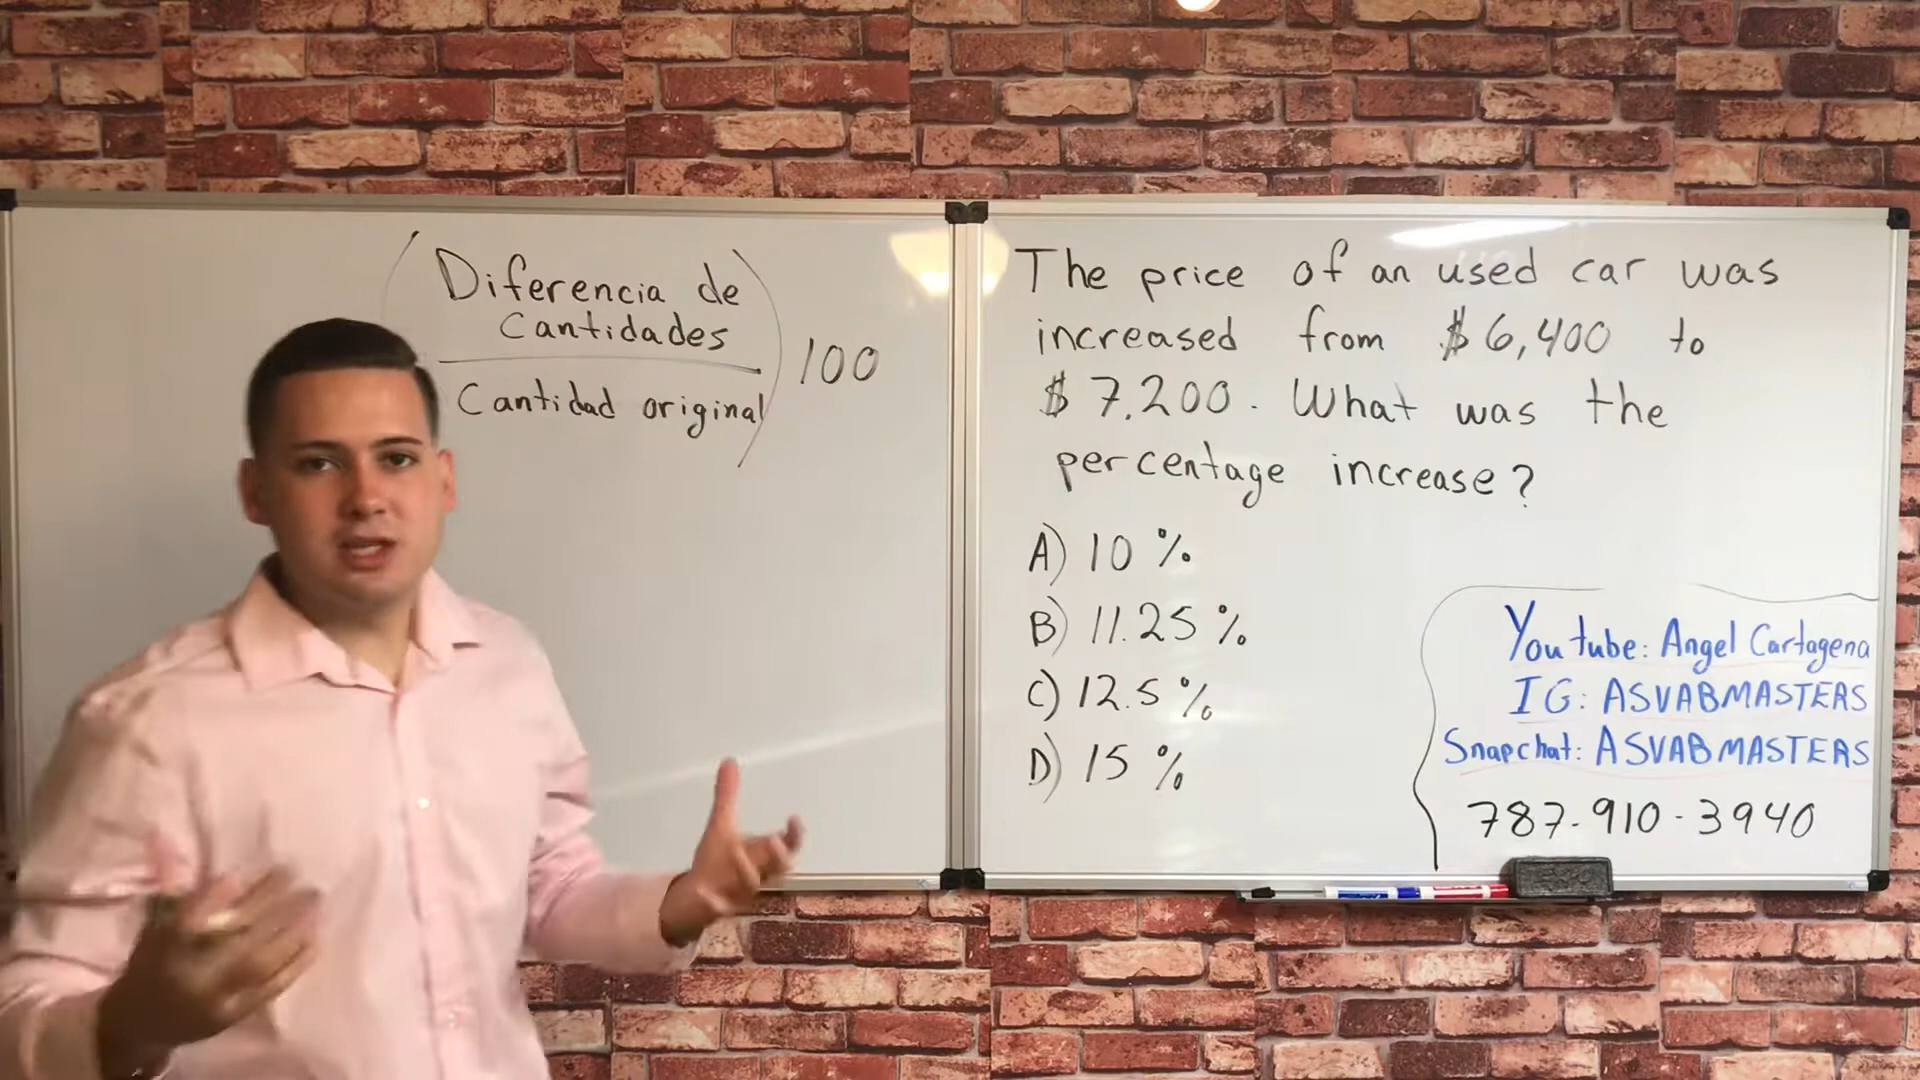 (Diferencia de
Cantidades
Cantidad original) 100
The price of an used car was
increased from $6,400 to
$7,200. What was the
percentage increase?
A) 10 %
B) 11.25 %
C) 12.5 %
D) 15 %
Youtube: Angel Cartagena
IG: ASVABMASTERS
Snapchat: ASVABMASTERS
787-910-3940
EXPO